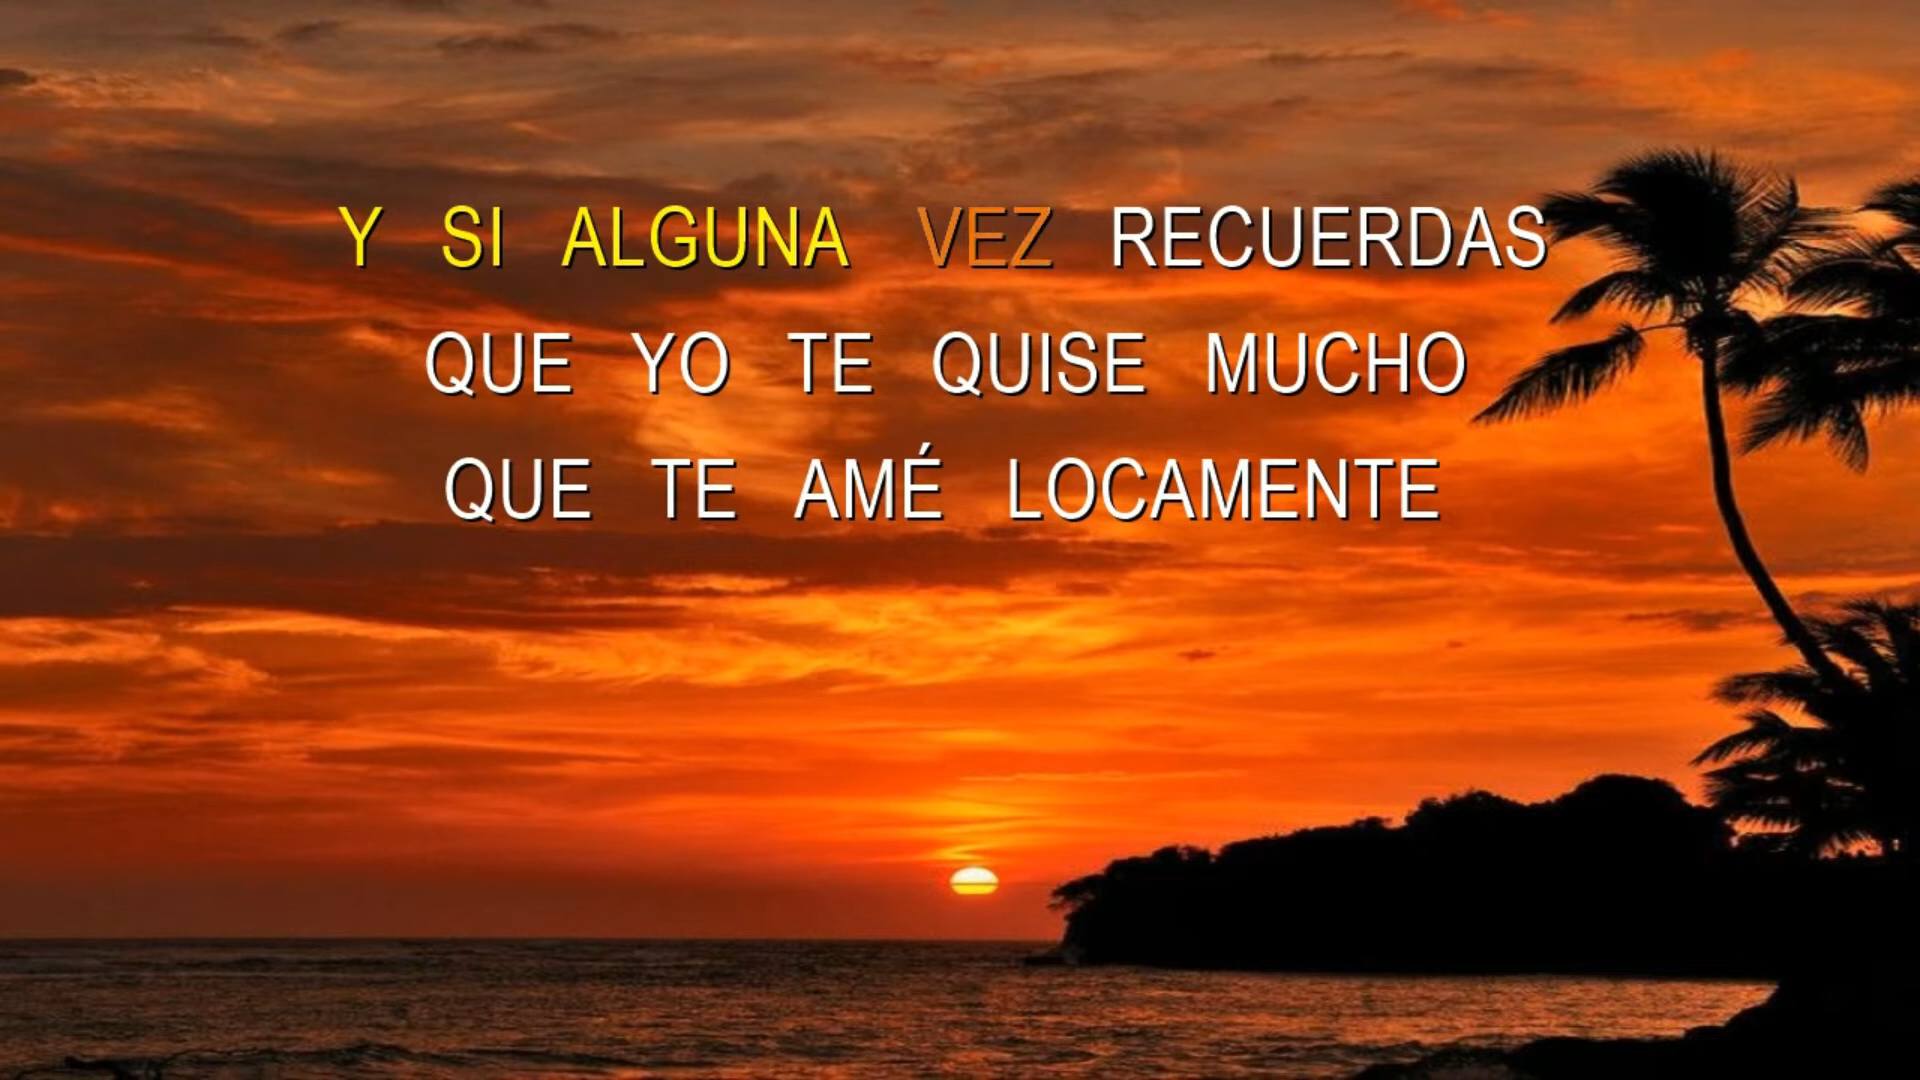 Y SI ALGUNA VEZ RECUERDAS
QUE YO TE QUISE MUCHO
QUE TE AMÉ LOCAMENTE